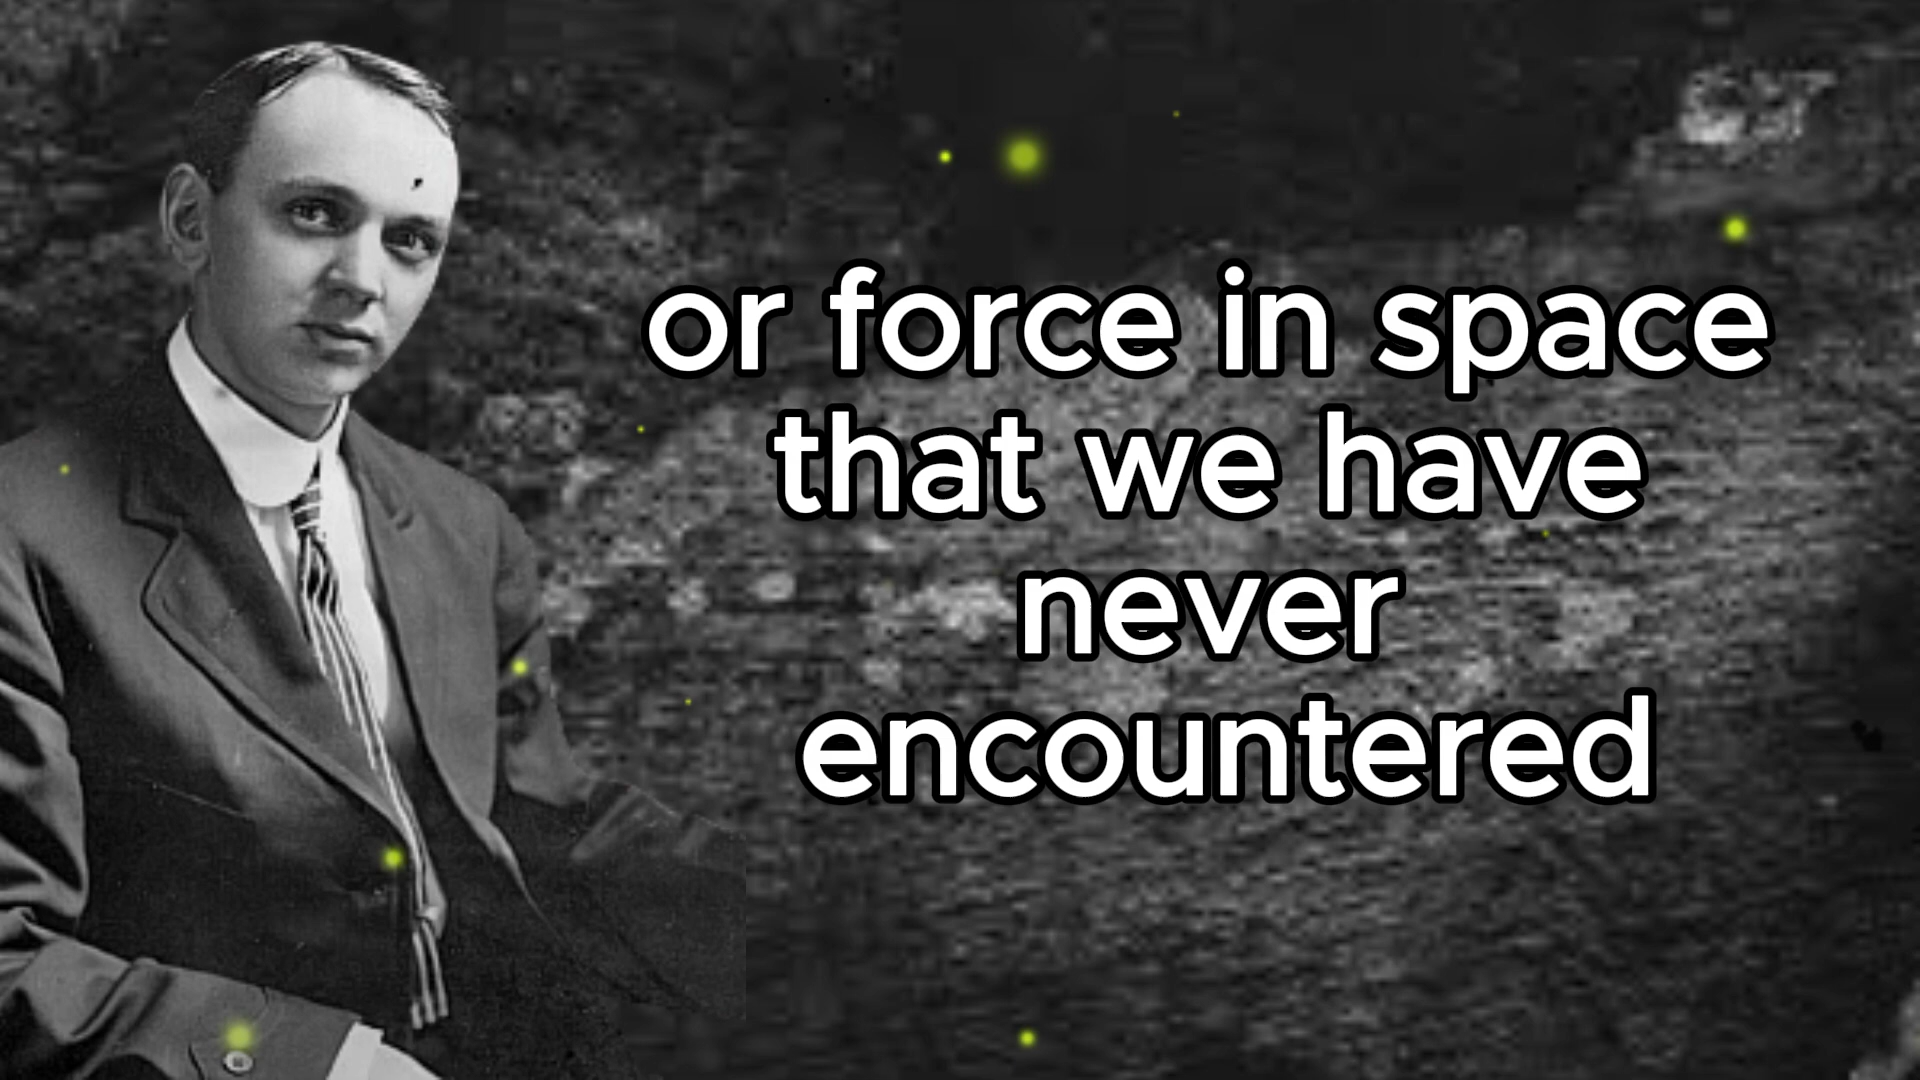 or force in space
that we have
never
encountered